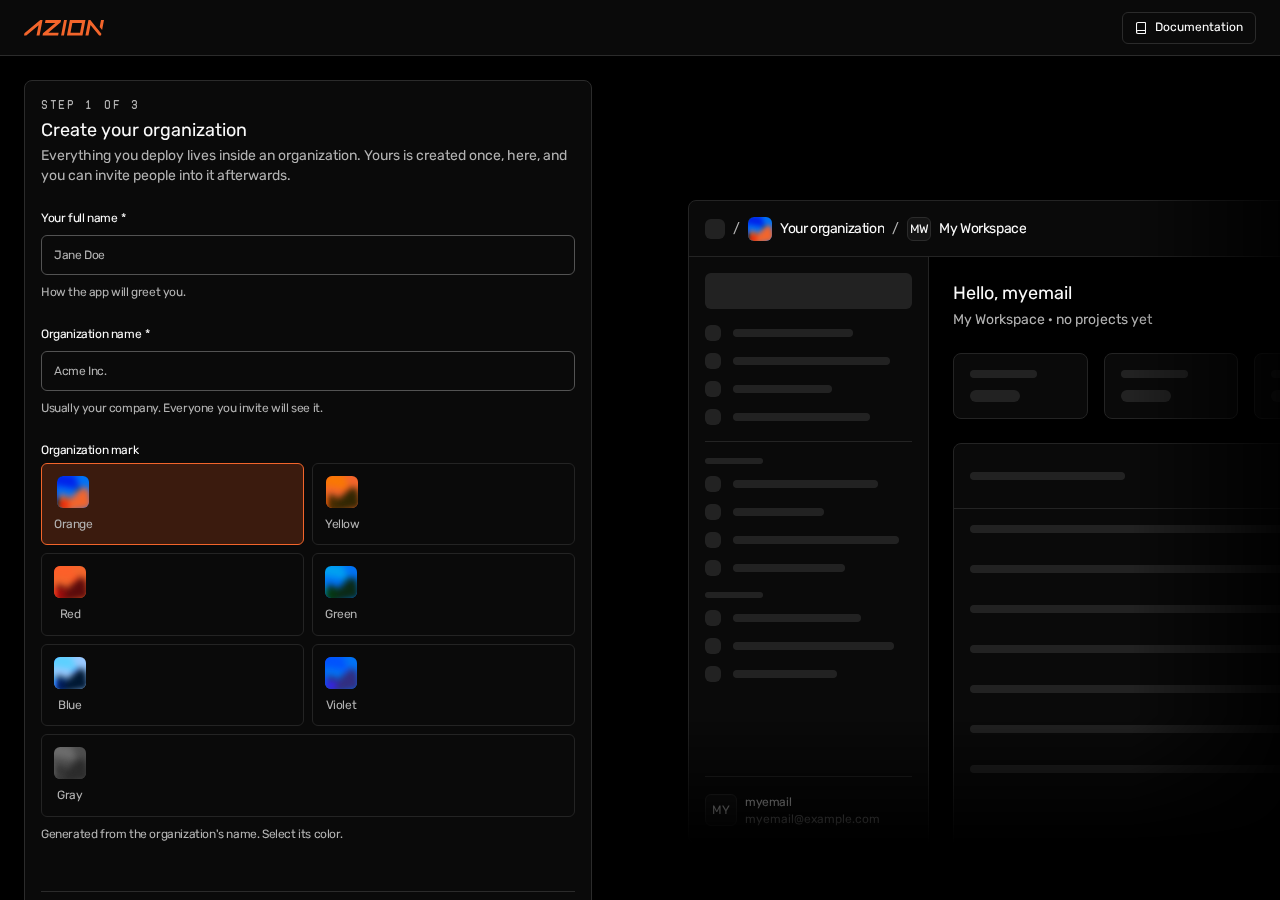 AZION
Documentation
STEP 1 OF 3
Create your organization
Everything you deploy lives inside an organization. Yours is created once, here, and
you can invite people into it afterwards.
Your full name *
Jane Doe
How the app will greet you.
Organization name *
Acme Inc.
Usually your company. Everyone you invite will see it.
Organization mark
Orange
Yellow
Red
Green
Blue
Violet
Gray
Generated from the organization's name. Select its color.
/ Your organization / MW My Workspace
Hello, myemail
My Workspace • no projects yet
MY
myemail
myemail@example.com